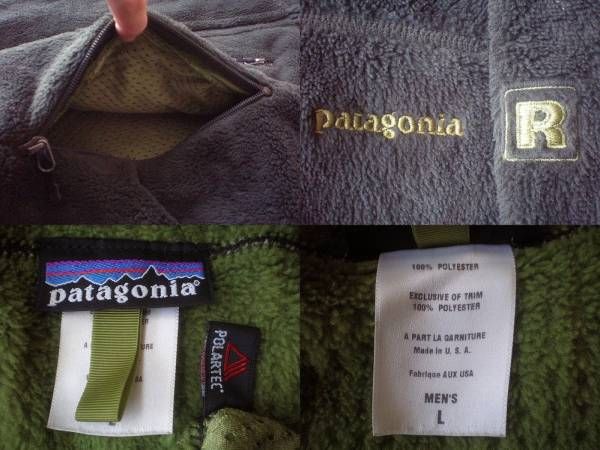 patagonia
R
patagonia®
A
L
POLARTEC®
100% POLYESTER
EXCLUSIVE OF TRIM
100% POLYESTER
A PART LA GARNITURE
Made in U. S. A.
Fabrique AUX USA
MEN'S
L